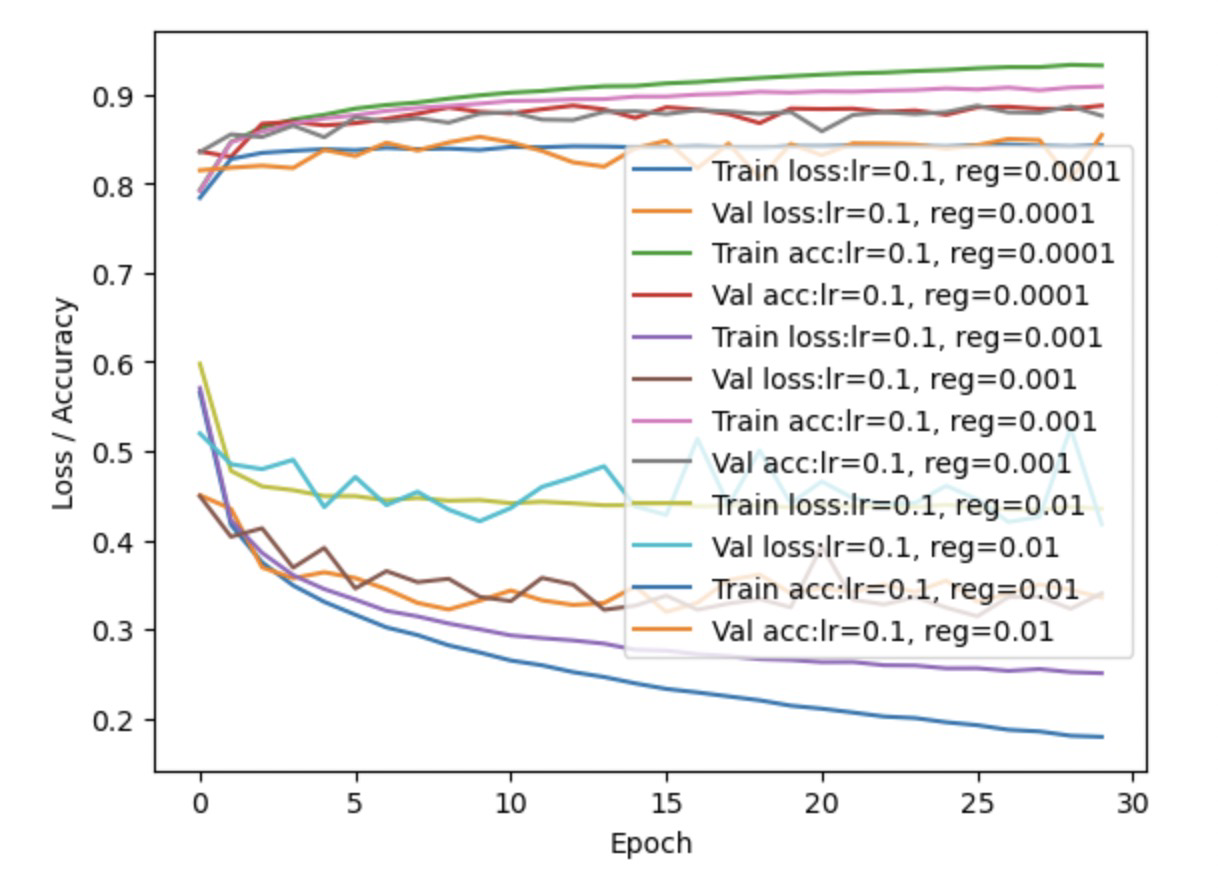 0.9
0.8
0.7
0.6
0.5
0.4
0.3
0.2
Loss / Accuracy
Train loss:lr=0.1, reg=0.0001
Val loss:lr=0.1, reg=0.0001
Train acc:lr=0.1, reg=0.0001
Val acc:lr=0.1, reg=0.0001
Train loss:lr=0.1, reg=0.001
Val loss:lr=0.1, reg=0.001
Train acc:lr=0.1, reg=0.001
Val acc:lr=0.1, reg=0.001
Train loss:lr=0.1, reg=0.01
Val loss:lr=0.1, reg=0.01
Train acc:lr=0.1, reg=0.01
Val acc:lr=0.1, reg=0.01
0 5 10 15 20 25 30
Epoch